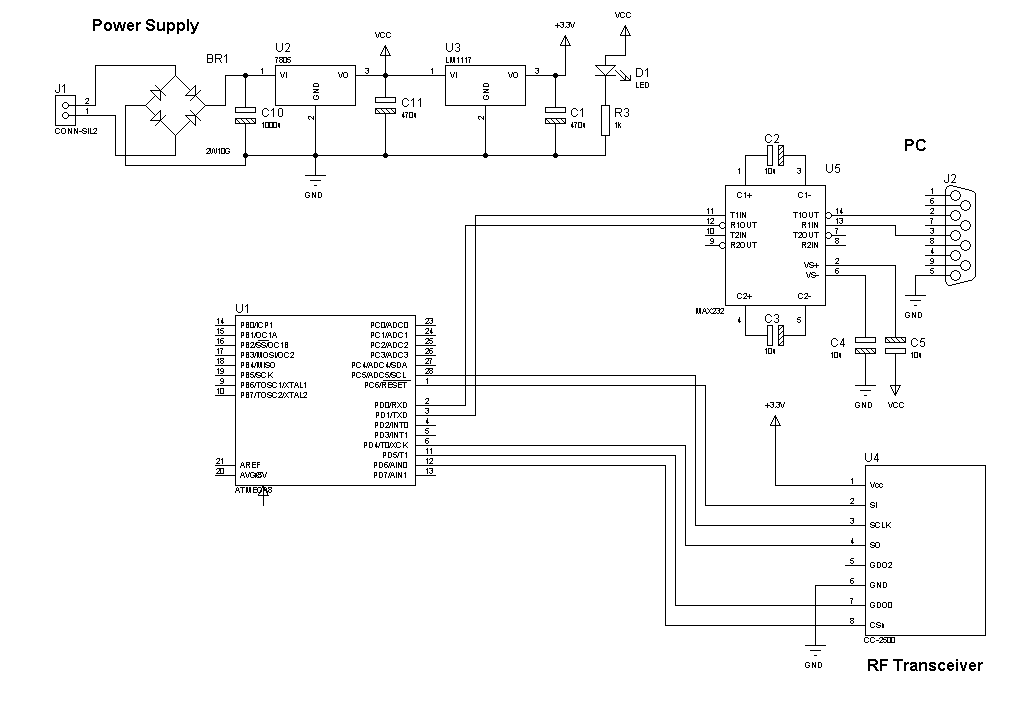 Power Supply
J1
2
1
CONN-SIL2
BR1
2W10G
U2
7805
1 VI VO 3
GND
2
C10
1000u
VCC
C11
470u
U3
LM1117
1 VI VO 3
GND
2
+3.3V
C1
470u
VCC
D1
LED
R3
1k
GND
PC
C2
10u
1 3
U5
C1+ C1-
11 T1IN T1OUT 14
12 R1OUT R1IN 13
10 T2IN T2OUT 7
9 R2OUT R2IN 8
VS+ 2
VS- 6
C2+ C2-
MAX232
4 5
C3
10u
J2
1
6
2
7
3
8
4
9
5
GND
C4
10u
C5
10u
GND
VCC
U1
14 PB0/ICP1 PC0/ADC0 23
15 PB1/OC1A PC1/ADC1 24
16 PB2/SS/OC1B PC2/ADC2 25
17 PB3/MOSI/OC2 PC3/ADC3 26
18 PB4/MISO PC4/ADC4/SDA 27
19 PB5/SCK PC5/ADC5/SCL 28
9 PB6/TOSC1/XTAL1 PC6/RESET 1
10 PB7/TOSC2/XTAL2
PD0/RXD 2
PD1/TXD 3
PD2/INT0 4
PD3/INT1 5
PD4/T0/XCK 6
PD5/T1 11
21 AREF PD6/AIN0 12
20 PD7/AIN1 13
ATMEGA8
+3.3V
U4
1 Vcc
2 SI
3 SCLK
4 SO
5 GDO2
6 GND
7 GDO0
8 CSn
CC-2500
GND
RF Transceiver